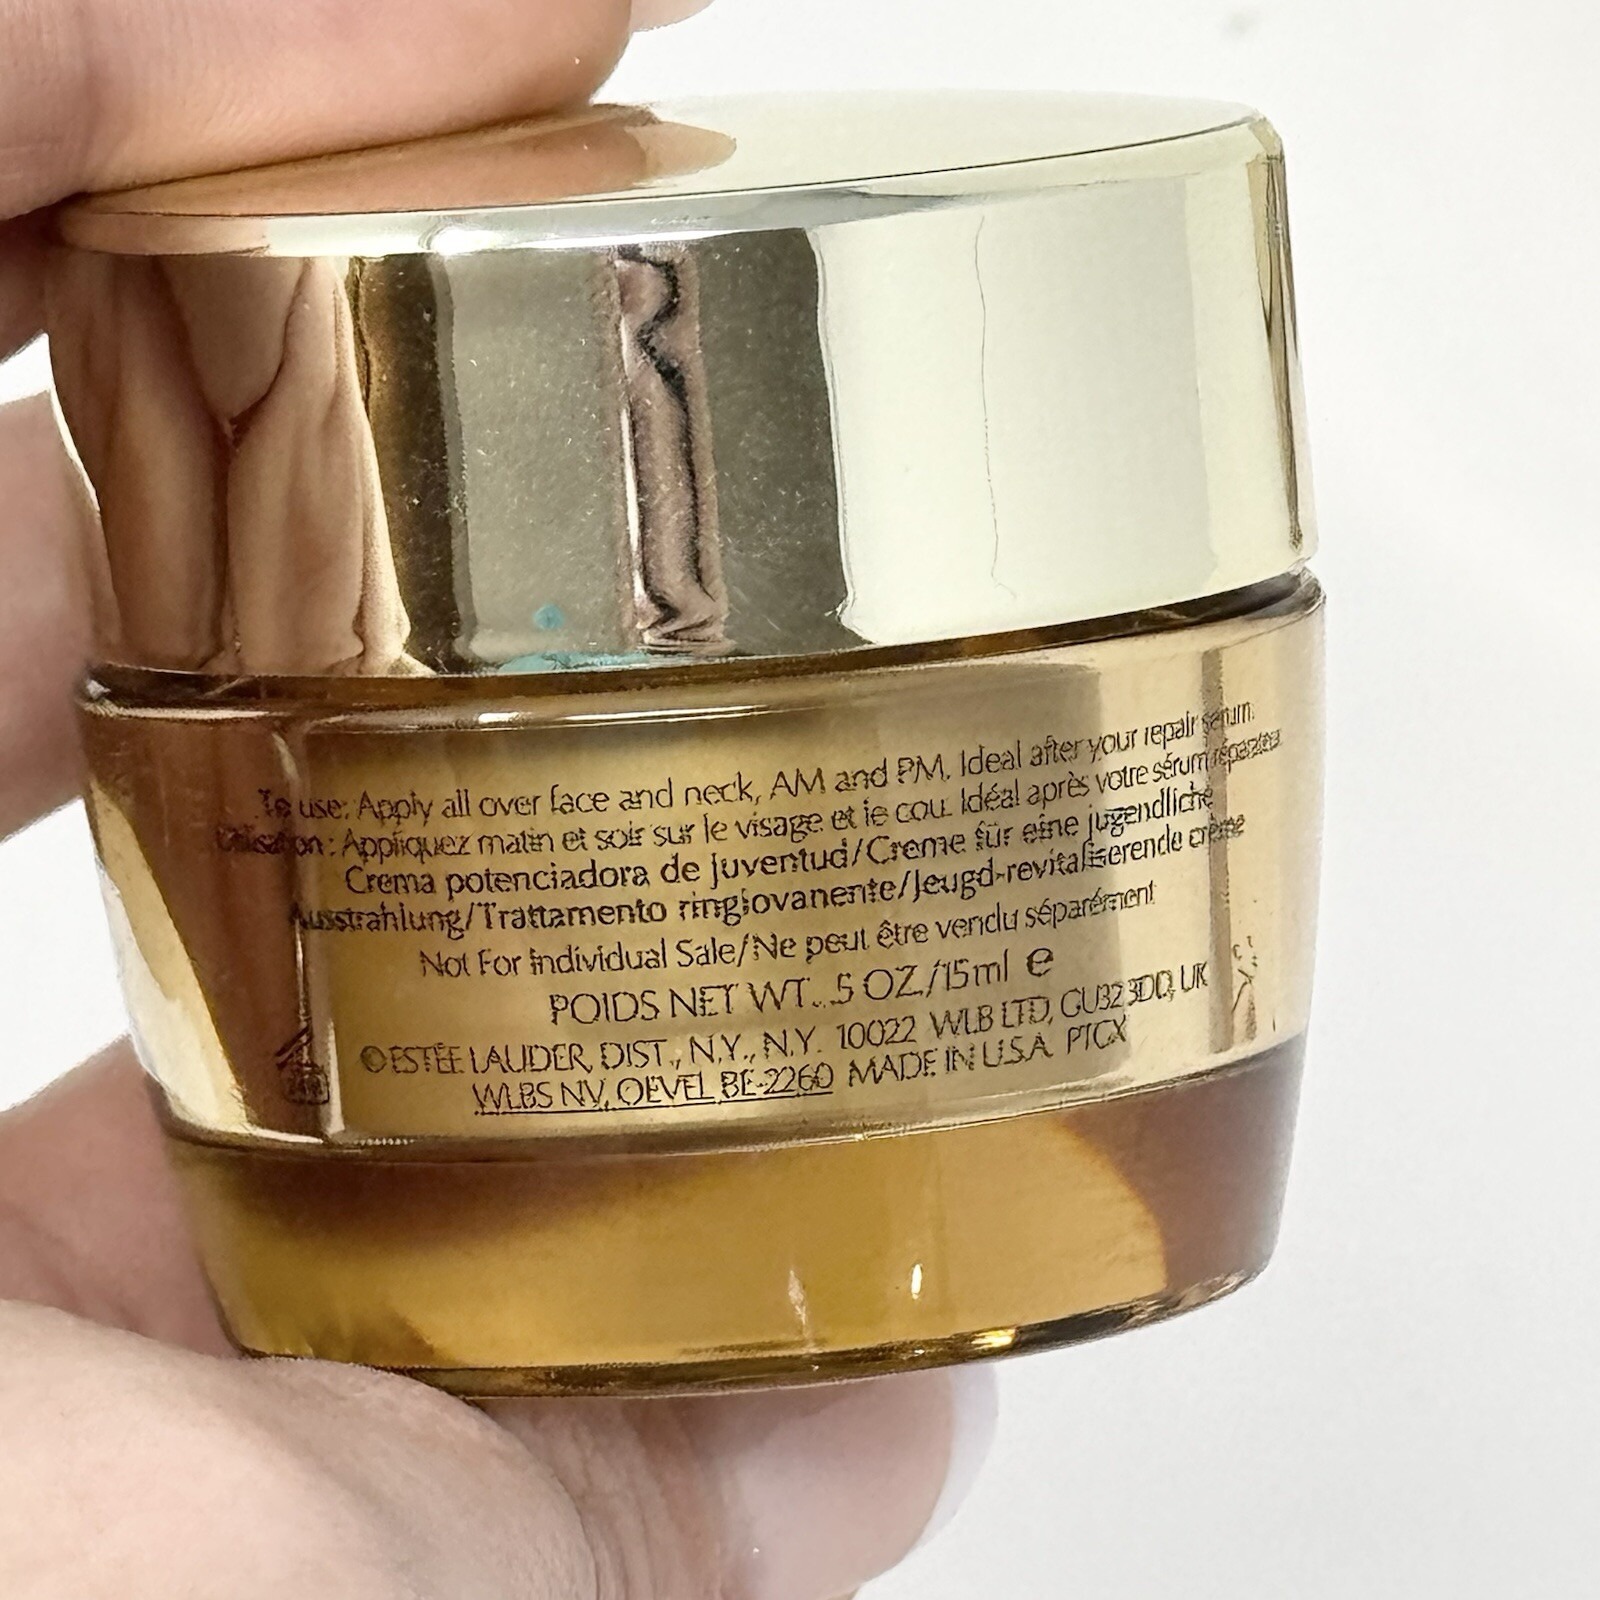 To use: Apply all over face and neck, AM and PM. Ideal after your repair serum.
Utilisation : Appliquez matin et soir sur le visage et le cou. Idéal après votre sérum réparateur.
Crema potenciadora de juventud/Creme für eine jugendliche
Ausstrahlung/Trattamento ringiovanente/Jeugd-revitaliserende crème
Not For Individual Sale/Ne peut être vendu séparément
POIDS NET WT. .5 OZ./15ml e
©ESTĒE LAUDER, DIST., N.Y., N.Y. 10022 WLB LTD, GU32 3DD, UK
WLBS NV, OEVEL BE-2260 MADE IN U.S.A. PTCX